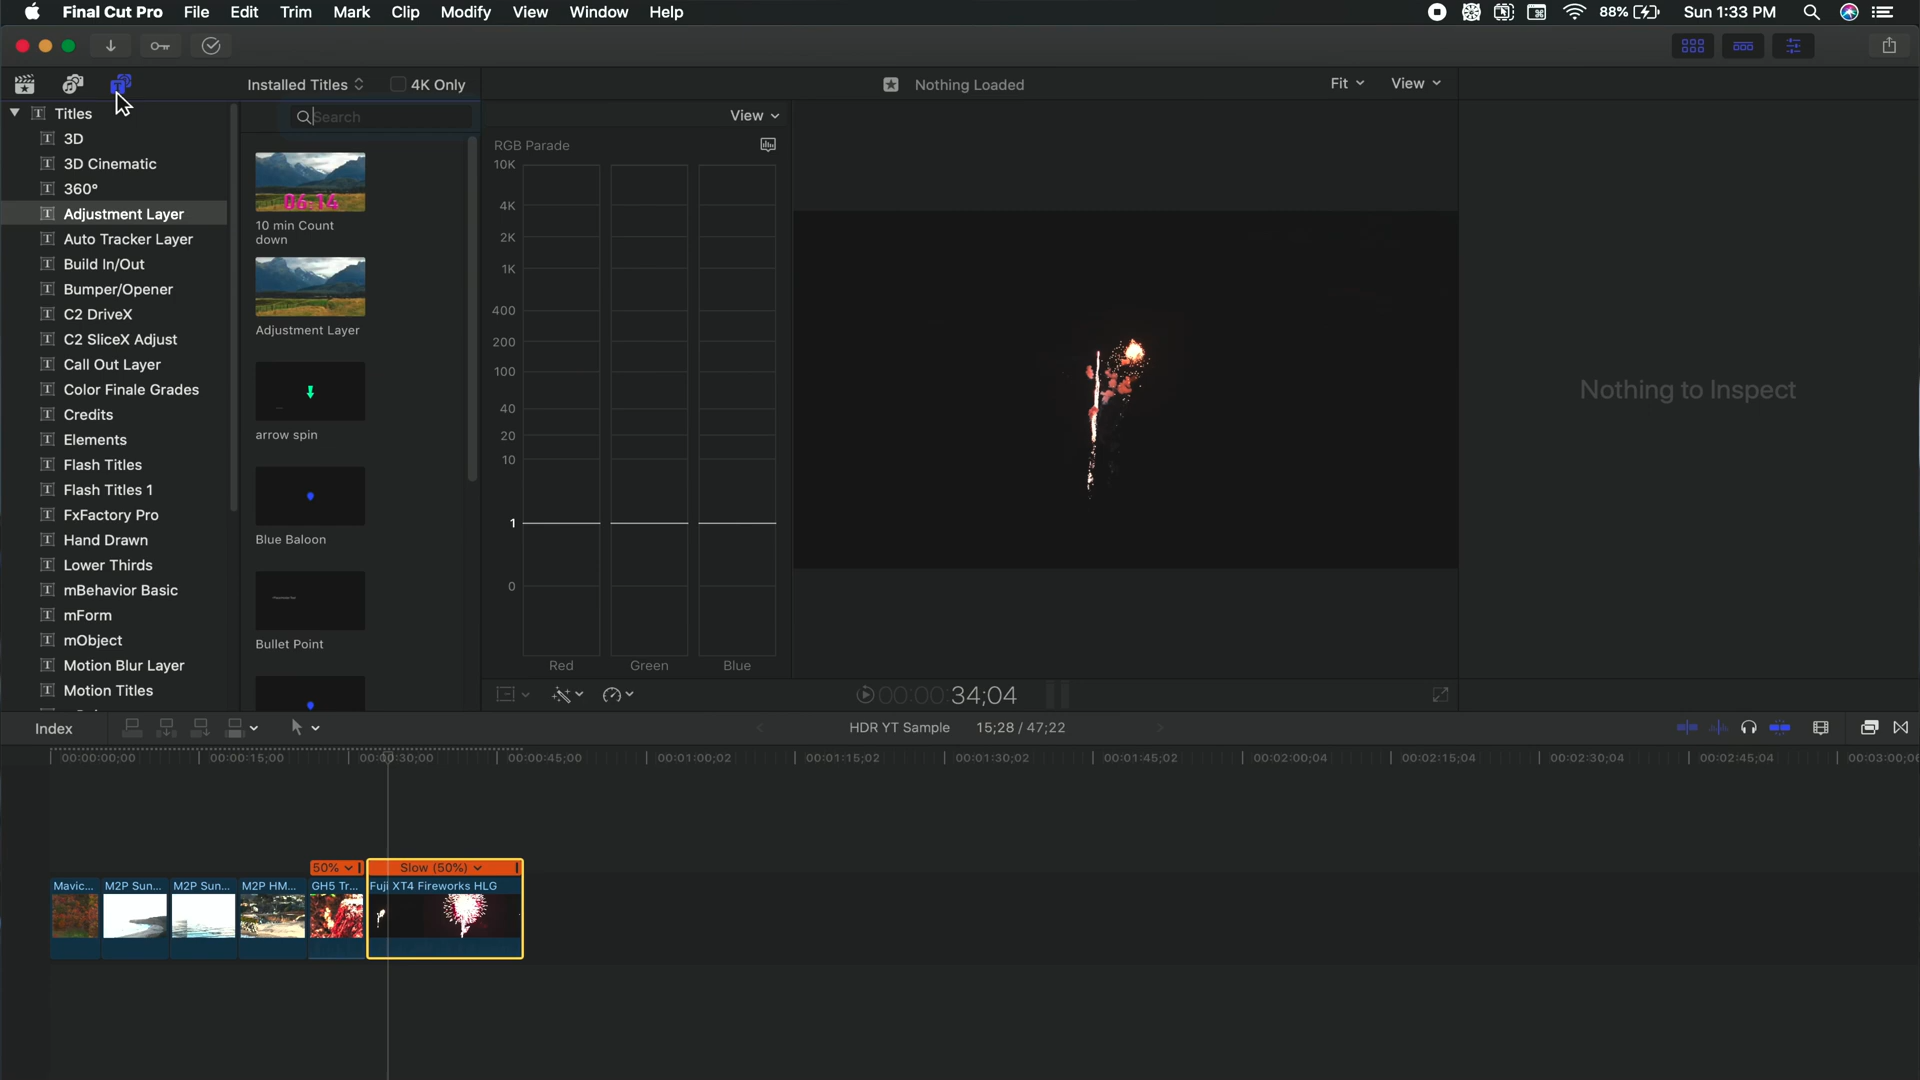 Final Cut Pro File Edit Trim Mark Clip Modify View Window Help 88% Sun 1:33 PM
Installed Titles 4K Only Nothing Loaded Fit View
Titles
Search
View
3D
RGB Parade
3D Cinematic
10K
360°
06:14
4K
Adjustment Layer
10 min Count
down
2K
Auto Tracker Layer
1K
Build In/Out
Bumper/Opener
400
C2 DriveX
Adjustment Layer
200
C2 SliceX Adjust
Call Out Layer
100
Color Finale Grades
Nothing to Inspect
40
Credits
arrow spin
20
Elements
10
Flash Titles
Flash Titles 1
FxFactory Pro
1
Hand Drawn
Blue Baloon
Lower Thirds
0
mBehavior Basic
mForm
mObject
Bullet Point
Motion Blur Layer
Red Green Blue
Motion Titles
00:00:00:34;04
Index
HDR YT Sample 15;28 / 47;22
00:00:00;00 00:00:15;00 00:00:30;00 00:00:45;00 00:01:00;02 00:01:15;02 00:01:30;02 00:01:45;02 00:02:00;04 00:02:15;04 00:02:30;04 00:02:45;04 00:03:00;06
50% Slow (50%)
Mavic... M2P Sun... M2P Sun... M2P HM... GH5 Tr... Fuji XT4 Fireworks HLG